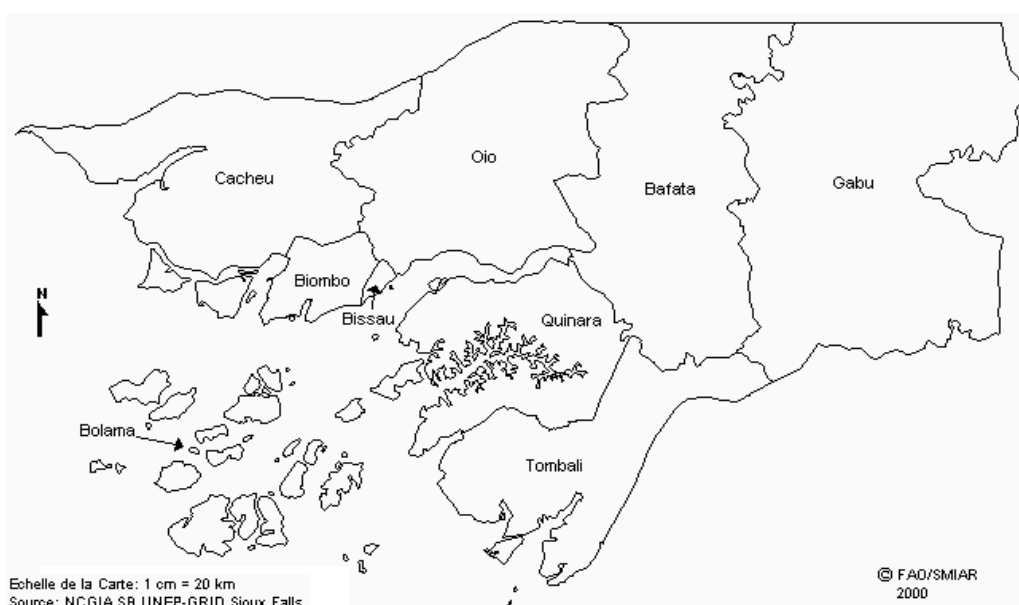 Oio
Cacheu
Bafata
Gabu
Biombo
N
Bissau
Quinara
Bolama
Tombali
Echelle de la Carte: 1 cm = 20 km
Source: NCGIA SB UNEP-GRID Sioux Falls
© FAO/SMIAR
2000